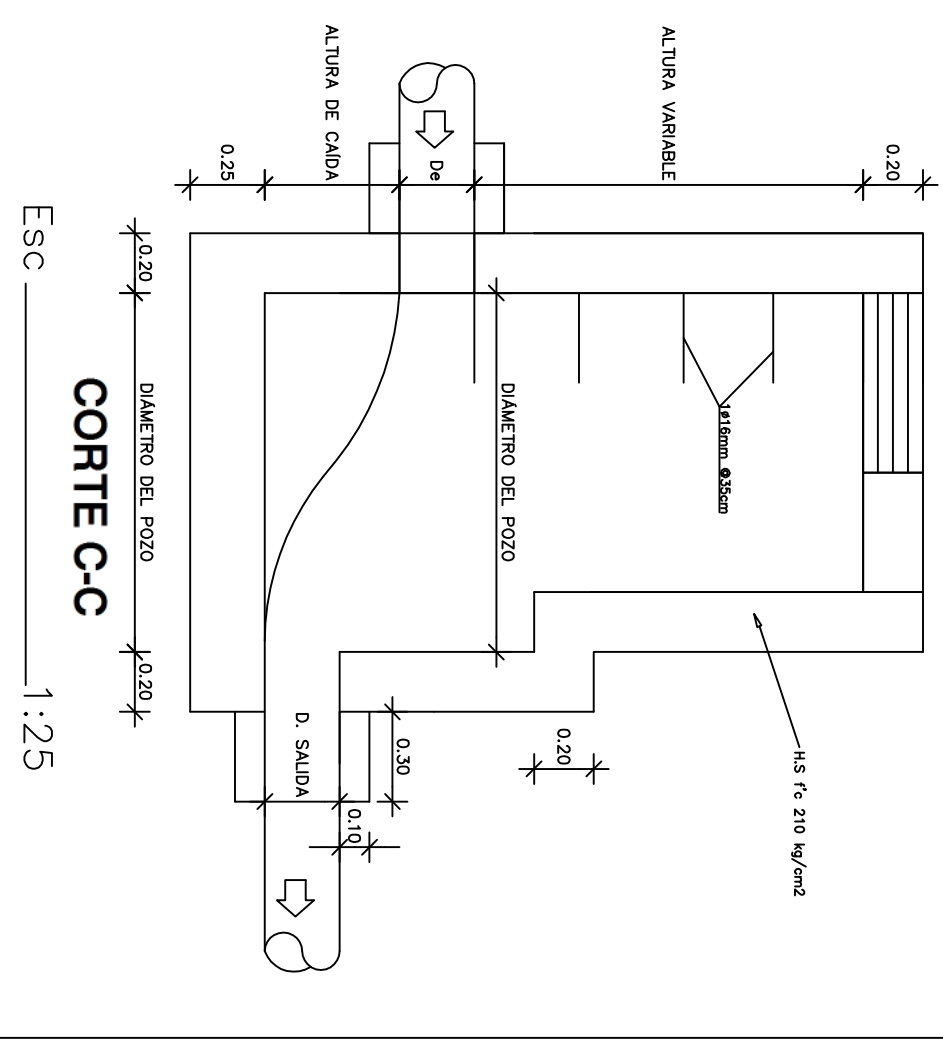 0.20
ALTURA VARIABLE
De
ALTURA DE CAÍDA
0.25
1ø16mm @35cm
H.S f'c 210 kg/cm2
DIÁMETRO DEL POZO
0.20
0.30
0.10
D. SALIDA
0.20
DIÁMETRO DEL POZO
0.20
CORTE C-C
Esc 1:25